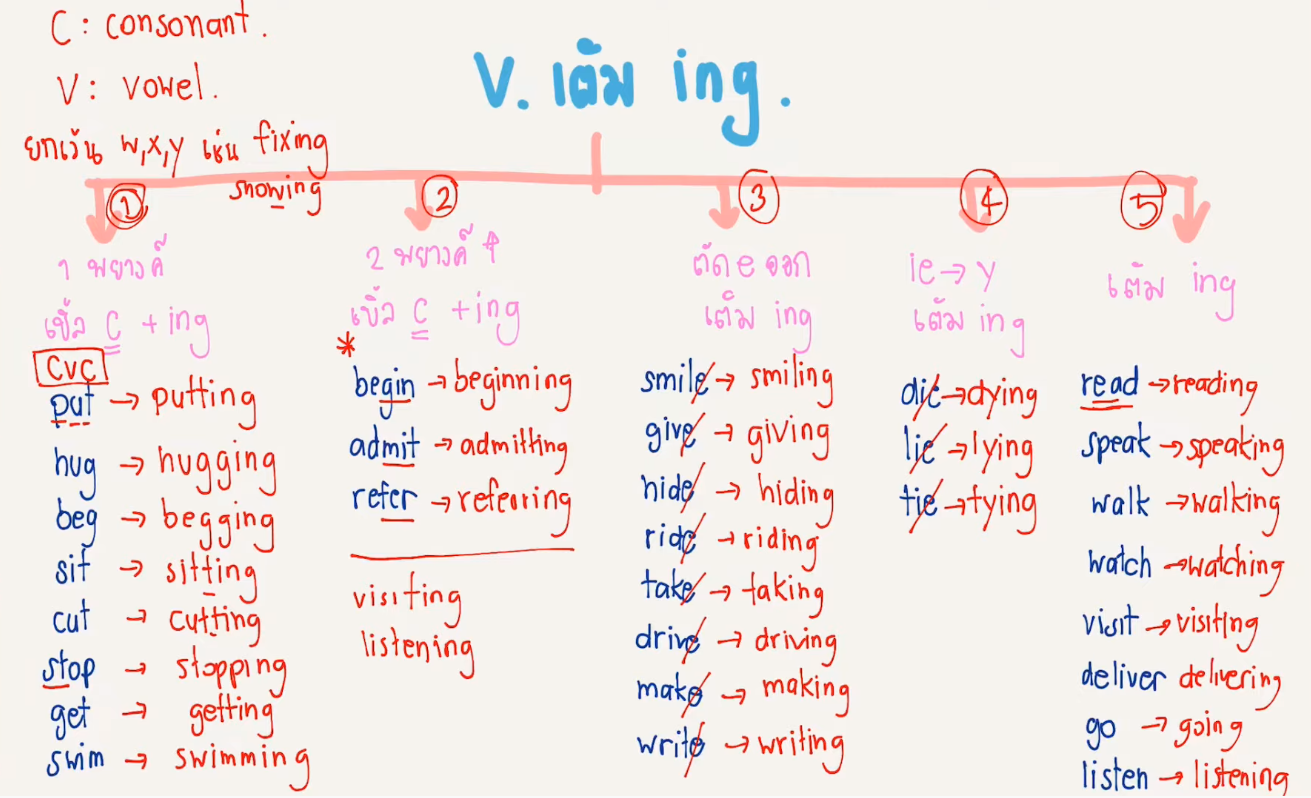 C : consonant .
V : vowel .
ยกเว้น w,x,y เช่น fixing
showing
V. เติม ing .
①
1 พยางค์
เบิ้ล C + ing
CVC
put → putting
hug → hugging
beg → begging
sit → sitting
cut → cutting
stop → stopping
get → getting
swim → swimming
②
2 พยางค์ ↑
เบิ้ล C + ing
*
begin → beginning
admit → admitting
refer → referring
visiting
listening
③
ตัด e ออก
เติม ing
smile → smiling
give → giving
hide → hiding
ride → riding
take → taking
drive → driving
make → making
write → writing
④
ie → y
เติม ing
die → dying
lie → lying
tie → tying
⑤
เติม ing
read → reading
speak → speaking
walk → walking
watch → watching
visit → visiting
deliver delivering
go → going
listen → listening